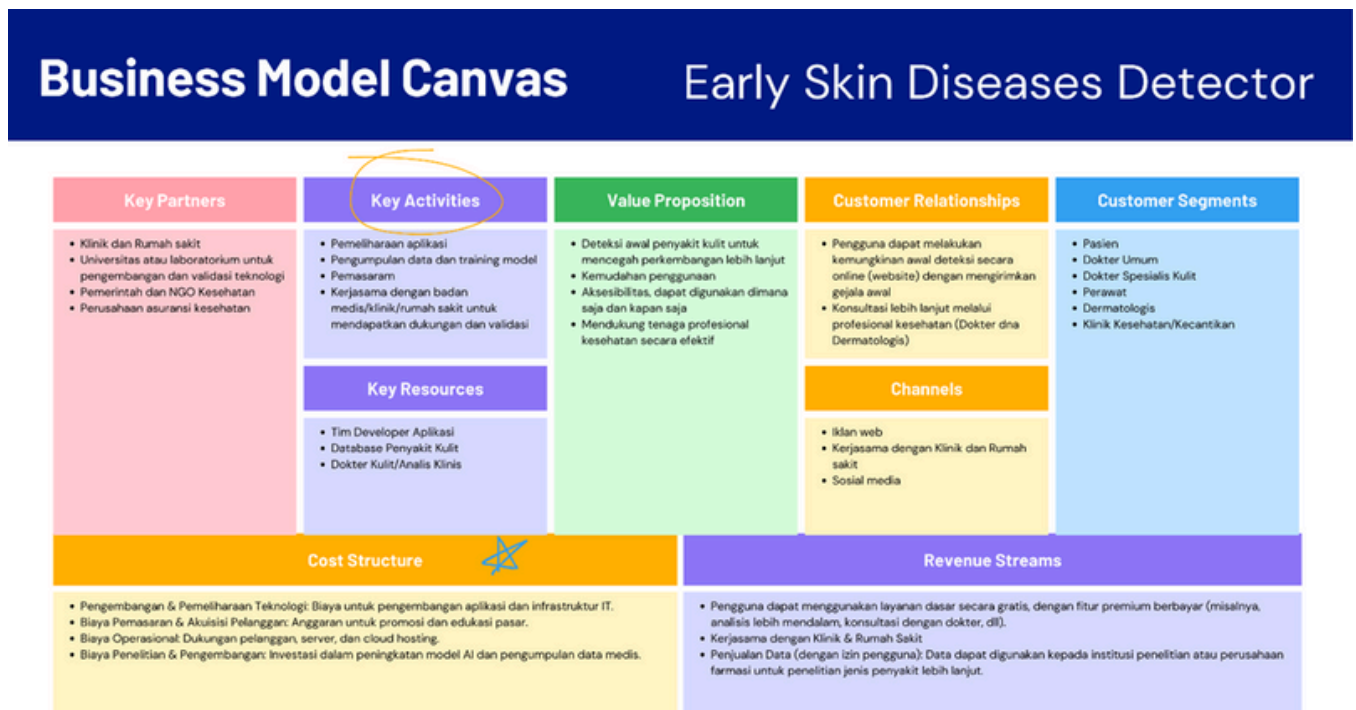 Business Model Canvas
Early Skin Diseases Detector
Key Partners
• Klinik dan Rumah sakit
• Universitas atau laboratorium untuk
pengembangan dan validasi teknologi
• Pemerintah dan NGO Kesehatan
• Perusahaan asuransi kesehatan
Key Activities
• Pemeliharaan aplikasi
• Pengumpulan data dan training model
• Pemasaram
• Kerjasama dengan badan
medis/klinik/rumah sakit untuk
mendapatkan dukungan dan validasi
Key Resources
• Tim Developer Aplikasi
• Database Penyakit Kulit
• Dokter Kulit/Analis Klinis
Value Proposition
• Deteksi awal penyakit kulit untuk
mencegah perkembangan lebih lanjut
• Kemudahan penggunaan
• Aksesibilitas, dapat digunakan dimana
saja dan kapan saja
• Mendukung tenaga profesional
kesehatan secara efektif
Customer Relationships
• Pengguna dapat melakukan
kemungkinan awal deteksi secara
online (website) dengan mengirimkan
gejala awal
• Konsultasi lebih lanjut melalui
profesional kesehatan (Dokter dna
Dermatologis)
Channels
• Iklan web
• Kerjasama dengan Klinik dan Rumah
sakit
• Sosial media
Customer Segments
• Pasien
• Dokter Umum
• Dokter Spesialis Kulit
• Perawat
• Dermatologis
• Klinik Kesehatan/Kecantikan
Cost Structure
• Pengembangan & Pemeliharaan Teknologi: Biaya untuk pengembangan aplikasi dan infrastruktur IT.
• Biaya Pemasaran & Akuisisi Pelanggan: Anggaran untuk promosi dan edukasi pasar.
• Biaya Operasional: Dukungan pelanggan, server, dan cloud hosting.
• Biaya Penelitian & Pengembangan: Investasi dalam peningkatan model AI dan pengumpulan data medis.
Revenue Streams
• Pengguna dapat menggunakan layanan dasar secara gratis, dengan fitur premium berbayar (misalnya,
analisis lebih mendalam, konsultasi dengan dokter, dll).
• Kerjasama dengan Klinik & Rumah Sakit
• Penjualan Data (dengan izin pengguna): Data dapat digunakan kepada institusi penelitian atau perusahaan
farmasi untuk penelitian jenis penyakit lebih lanjut.